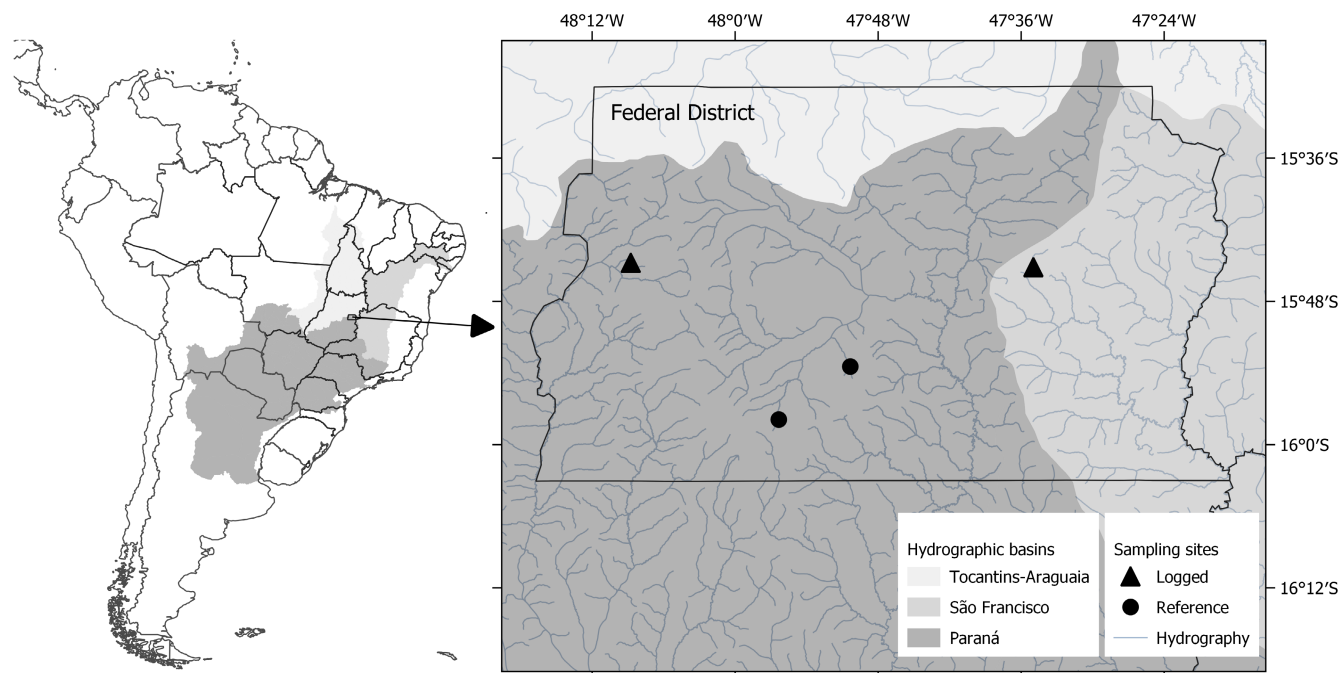 48°12′W 48°0′W 47°48′W 47°36′W 47°24′W
Federal District
15°36′S
15°48′S
16°0′S
16°12′S
Hydrographic basins
Tocantins-Araguaia
São Francisco
Paraná
Sampling sites
Logged
Reference
Hydrography